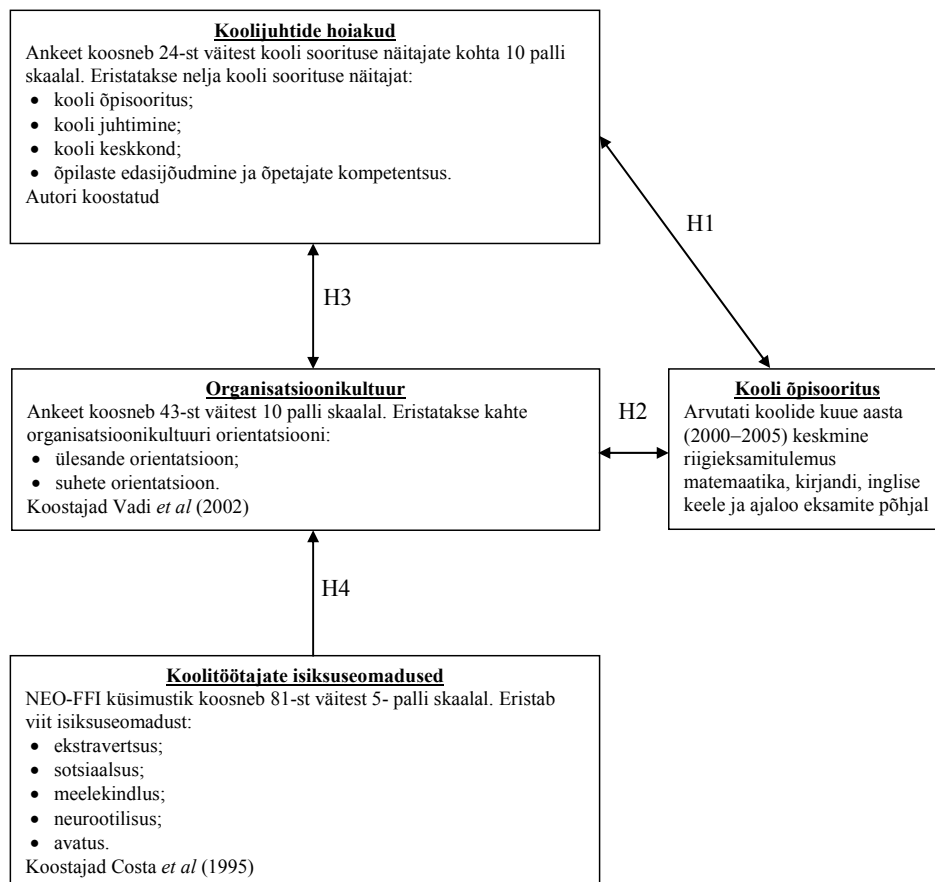 Koolijuhtide hoiakud
Ankeet koosneb 24-st väitest kooli soorituse näitajate kohta 10 palli
skaalal. Eristatakse nelja kooli soorituse näitajat:
• kooli õpisooritus;
• kooli juhtimine;
• kooli keskkond;
• õpilaste edasijõudmine ja õpetajate kompetentsus.
Autori koostatud
H1
H3
Organisatsioonikultuur
Ankeet koosneb 43-st väitest 10 palli skaalal. Eristatakse kahte
organisatsioonikultuuri orientatsiooni:
• ülesande orientatsioon;
• suhete orientatsioon.
Koostajad Vadi et al (2002)
H2
Kooli õpisooritus
Arvutati koolide kuue aasta
(2000–2005) keskmine
riigieksamitulemus
matemaatika, kirjandi, inglise
keele ja ajaloo eksamite põhjal
H4
Koolitöötajate isiksuseomadused
NEO-FFI küsimustik koosneb 81-st väitest 5- palli skaalal. Eristab
viit isiksuseomadust:
• ekstravertsus;
• sotsiaalsus;
• meelekindlus;
• neurootilisus;
• avatus.
Koostajad Costa et al (1995)